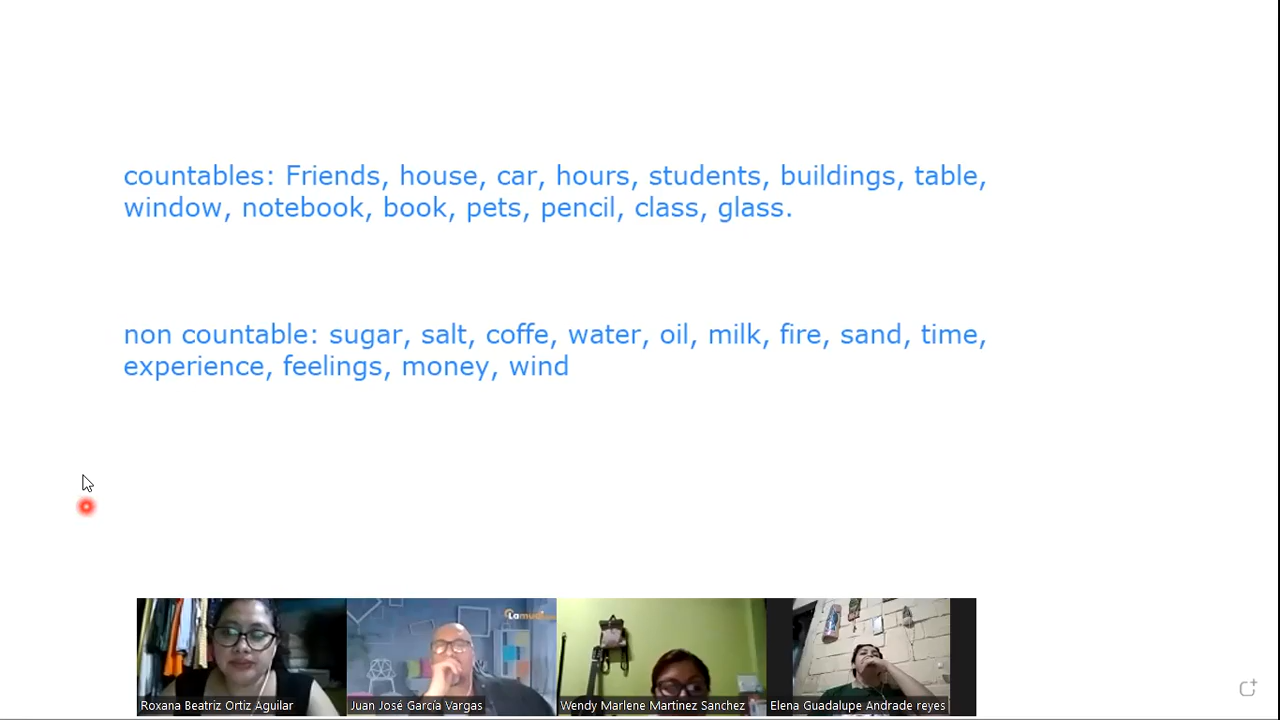 countables: Friends, house, car, hours, students, buildings, table,
window, notebook, book, pets, pencil, class, glass.
non countable: sugar, salt, coffe, water, oil, milk, fire, sand, time,
experience, feelings, money, wind
Roxana Beatriz Ortiz Aguilar
Juan José García Vargas
Wendy Marlene Martinez Sanchez
Elena Guadalupe Andrade reyes